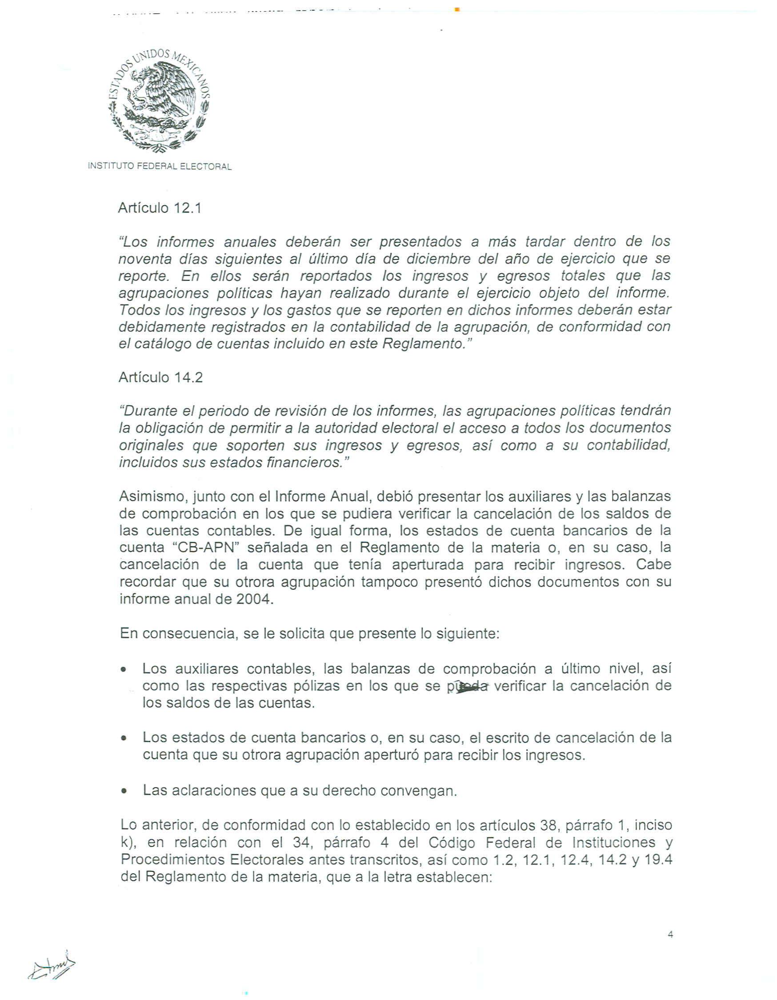 ESTADOS UNIDOS MEXICANOS
INSTITUTO FEDERAL ELECTORAL
Artículo 12.1
“Los informes anuales deberán ser presentados a más tardar dentro de los
noventa días siguientes al último día de diciembre del año de ejercicio que se
reporte. En ellos serán reportados los ingresos y egresos totales que las
agrupaciones políticas hayan realizado durante el ejercicio objeto del informe.
Todos los ingresos y los gastos que se reporten en dichos informes deberán estar
debidamente registrados en la contabilidad de la agrupación, de conformidad con
el catálogo de cuentas incluido en este Reglamento.”
Artículo 14.2
“Durante el periodo de revisión de los informes, las agrupaciones políticas tendrán
la obligación de permitir a la autoridad electoral el acceso a todos los documentos
originales que soporten sus ingresos y egresos, así como a su contabilidad,
incluidos sus estados financieros.”
Asimismo, junto con el Informe Anual, debió presentar los auxiliares y las balanzas
de comprobación en los que se pudiera verificar la cancelación de los saldos de
las cuentas contables. De igual forma, los estados de cuenta bancarios de la
cuenta “CB-APN” señalada en el Reglamento de la materia o, en su caso, la
cancelación de la cuenta que tenía aperturada para recibir ingresos. Cabe
recordar que su otrora agrupación tampoco presentó dichos documentos con su
informe anual de 2004.
En consecuencia, se le solicita que presente lo siguiente:
• Los auxiliares contables, las balanzas de comprobación a último nivel, así
como las respectivas pólizas en los que se pueda verificar la cancelación de
los saldos de las cuentas.
• Los estados de cuenta bancarios o, en su caso, el escrito de cancelación de la
cuenta que su otrora agrupación aperturó para recibir los ingresos.
• Las aclaraciones que a su derecho convengan.
Lo anterior, de conformidad con lo establecido en los artículos 38, párrafo 1, inciso
k), en relación con el 34, párrafo 4 del Código Federal de Instituciones y
Procedimientos Electorales antes transcritos, así como 1.2, 12.1, 12.4, 14.2 y 19.4
del Reglamento de la materia, que a la letra establecen:
4